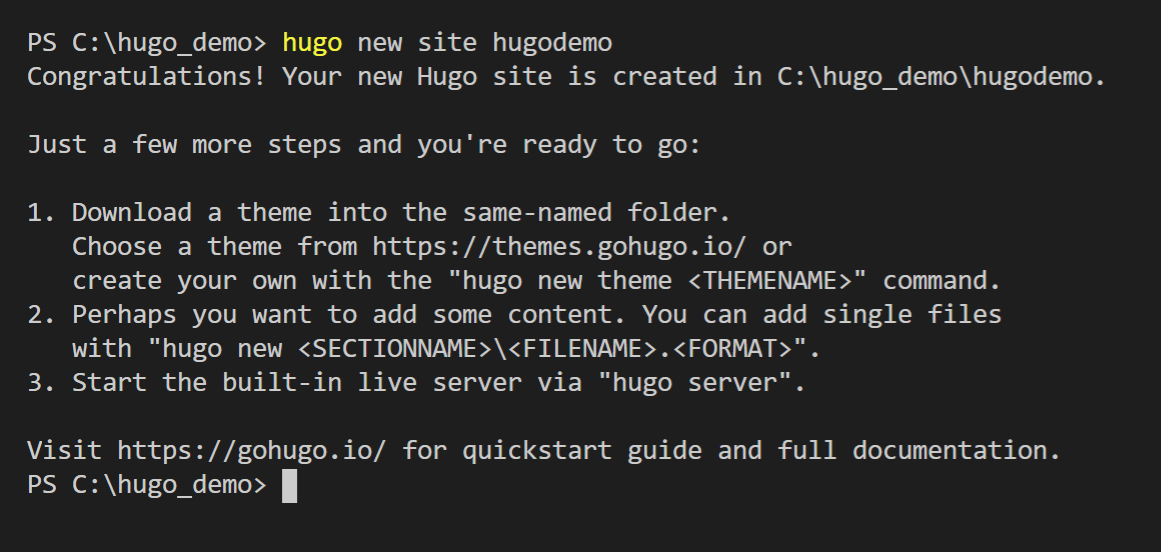 PS C:\hugo_demo> hugo new site hugodemo
Congratulations! Your new Hugo site is created in C:\hugo_demo\hugodemo.
Just a few more steps and you're ready to go:
1. Download a theme into the same-named folder.
Choose a theme from https://themes.gohugo.io/ or
create your own with the "hugo new theme <THEMENAME>" command.
2. Perhaps you want to add some content. You can add single files
with "hugo new <SECTIONNAME>\<FILENAME>.<FORMAT>".
3. Start the built-in live server via "hugo server".
Visit https://gohugo.io/ for quickstart guide and full documentation.
PS C:\hugo_demo>